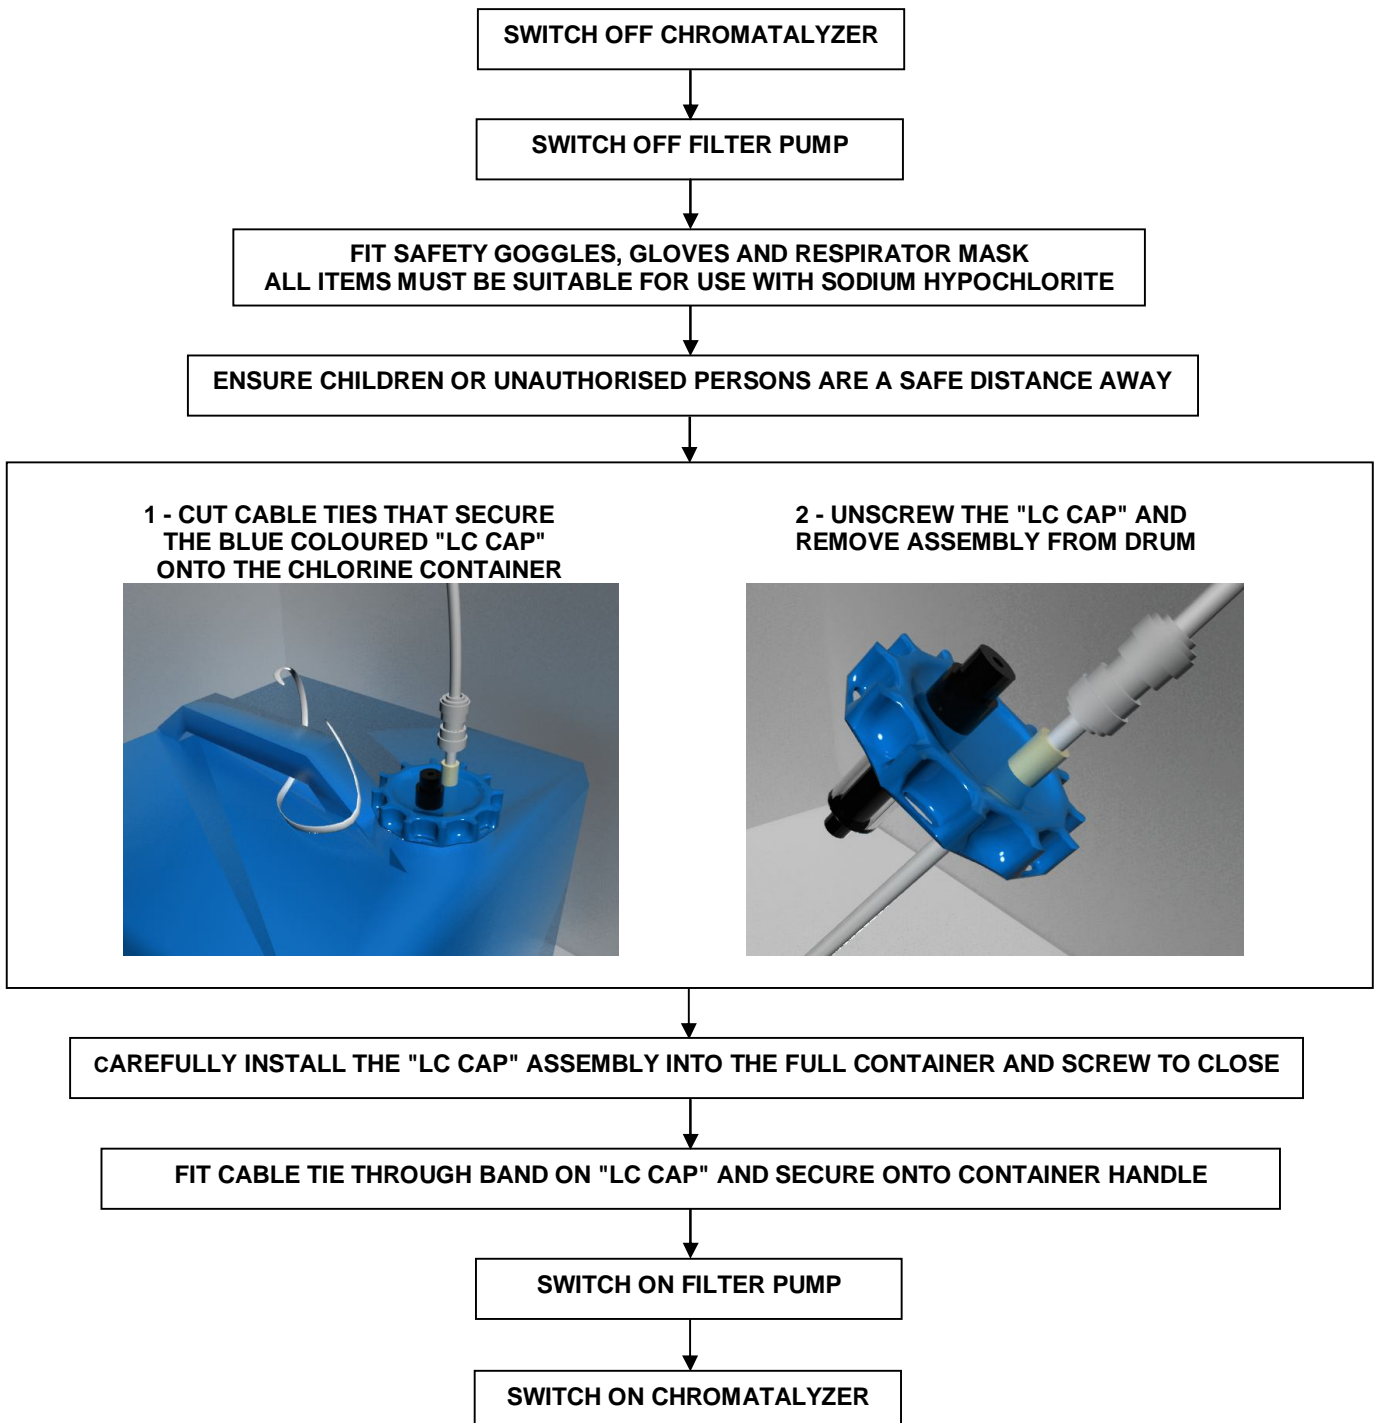 SWITCH OFF CHROMATALYZER
SWITCH OFF FILTER PUMP
FIT SAFETY GOGGLES, GLOVES AND RESPIRATOR MASK
ALL ITEMS MUST BE SUITABLE FOR USE WITH SODIUM HYPOCHLORITE
ENSURE CHILDREN OR UNAUTHORISED PERSONS ARE A SAFE DISTANCE AWAY
1 - CUT CABLE TIES THAT SECURE
THE BLUE COLOURED "LC CAP"
ONTO THE CHLORINE CONTAINER
2 - UNSCREW THE "LC CAP" AND
REMOVE ASSEMBLY FROM DRUM
CAREFULLY INSTALL THE "LC CAP" ASSEMBLY INTO THE FULL CONTAINER AND SCREW TO CLOSE
FIT CABLE TIE THROUGH BAND ON "LC CAP" AND SECURE ONTO CONTAINER HANDLE
SWITCH ON FILTER PUMP
SWITCH ON CHROMATALYZER